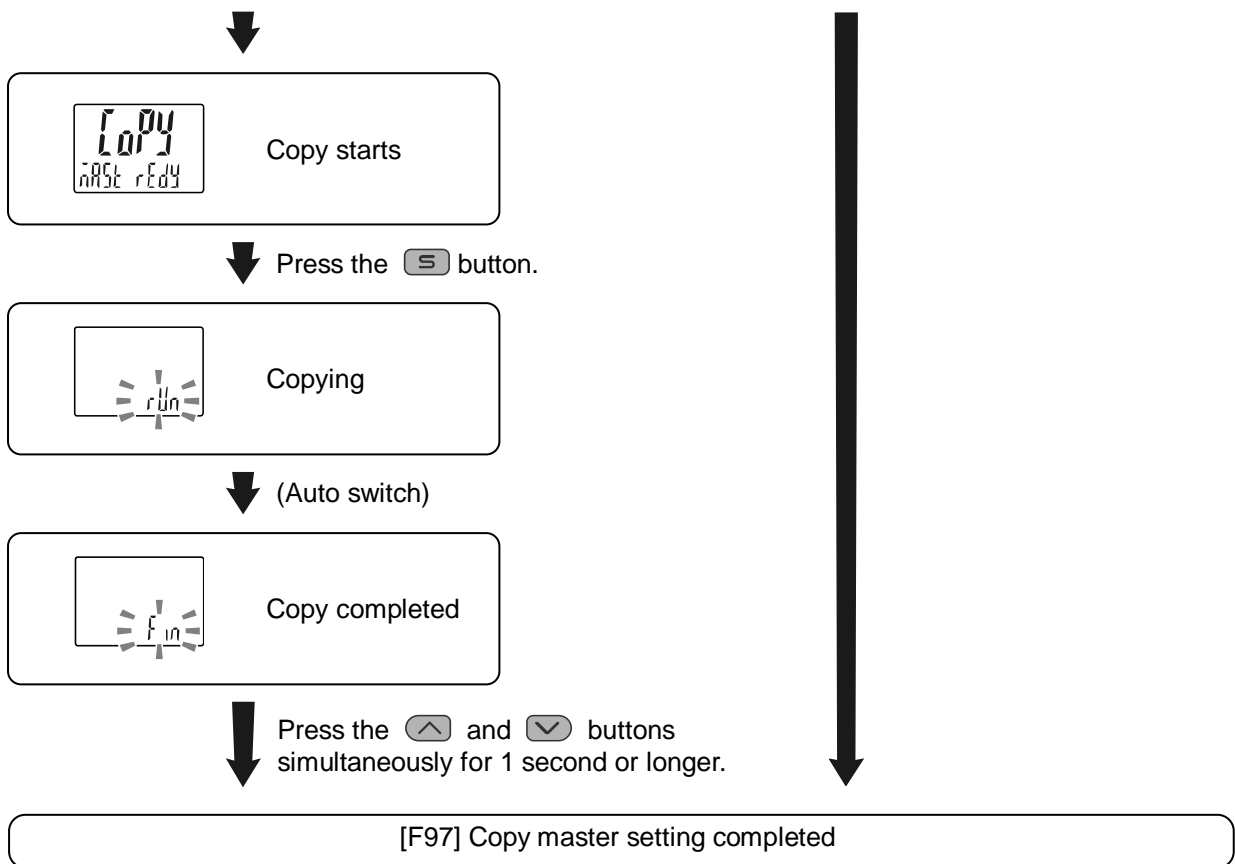 CoPY
mASt rEdY
Copy starts
Press the S button.
rUn
Copying
(Auto switch)
Fin
Copy completed
Press the and buttons
simultaneously for 1 second or longer.
[F97] Copy master setting completed